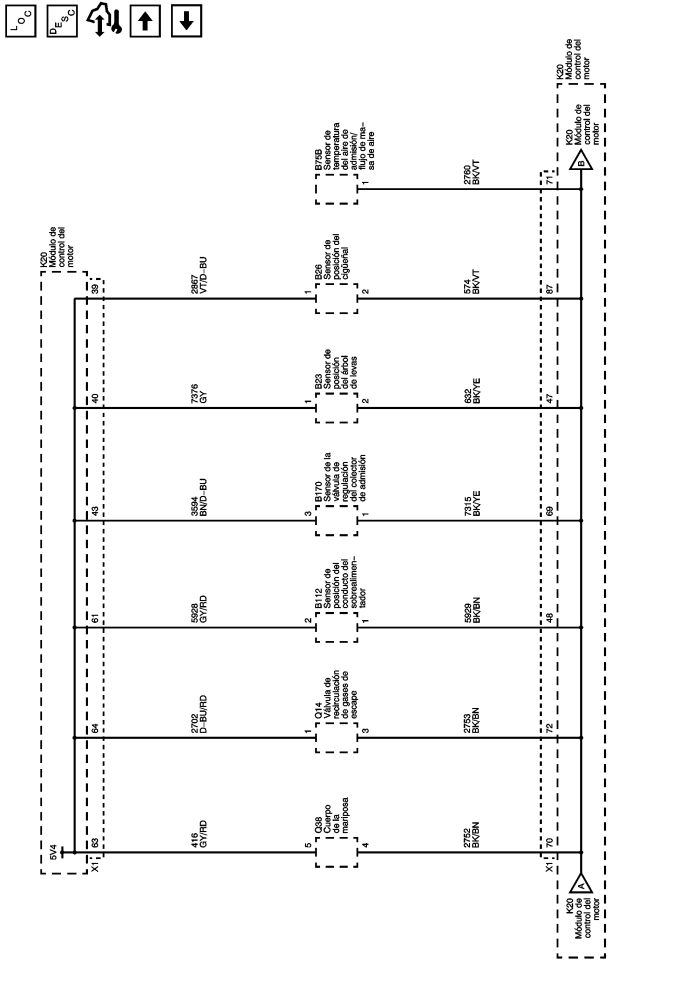 LOC
DESC
K20
Módulo de
control del
motor
K20
Módulo de
control del
motor
B
B75B
Sensor de
temperatura
del aire de
admisión/
flujo de ma–
sa de aire
1
2760
BK/VT
71
K20
Módulo de
control del
motor
39
2867
VT/D–BU
1
B26
Sensor de
posición del
cigüeñal
2
574
BK/VT
87
40
7376
GY
1
B23
Sensor de
posición
del árbol
de levas
2
632
BK/YE
47
43
3594
BN/D–BU
3
B170
Sensor de la
válvula de
regulación
del colector
de admisión
1
7315
BK/YE
69
61
5928
GY/RD
2
B112
Sensor de
posición del
conducto del
sobrealimen–
tador
1
5929
BK/BN
48
64
2702
D–BU/RD
1
Q14
Válvula de
recirculación
de gases de
escape
3
2753
BK/BN
72
5V4
63
X1
416
GY/RD
5
Q38
Cuerpo
de la
mariposa
4
2752
BK/BN
70
X1
A
K20
Módulo de
control del
motor